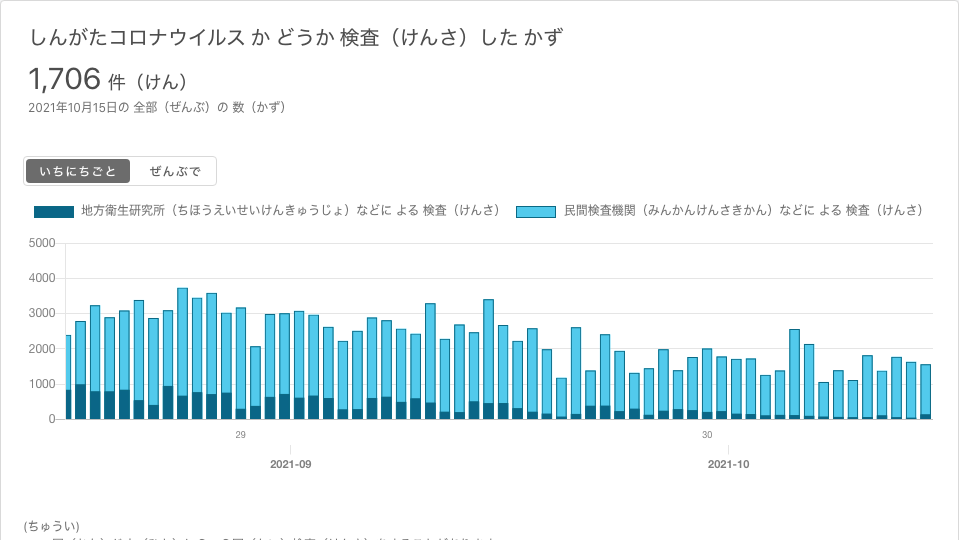 しんがたコロナウイルス か どうか 検査（けんさ）した かず
1,706 件（けん）
2021年10月15日の 全部（ぜんぶ）の 数（かず）
いちにちごと ぜんぶで
地方衛生研究所（ちほうえいせいけんきゅうじょ）などに よる 検査（けんさ） 民間検査機関（みんかんけんさきかん）などに よる 検査（けんさ）
5000
4000
3000
2000
1000
0
29 30
2021-09 2021-10
(ちゅうい)